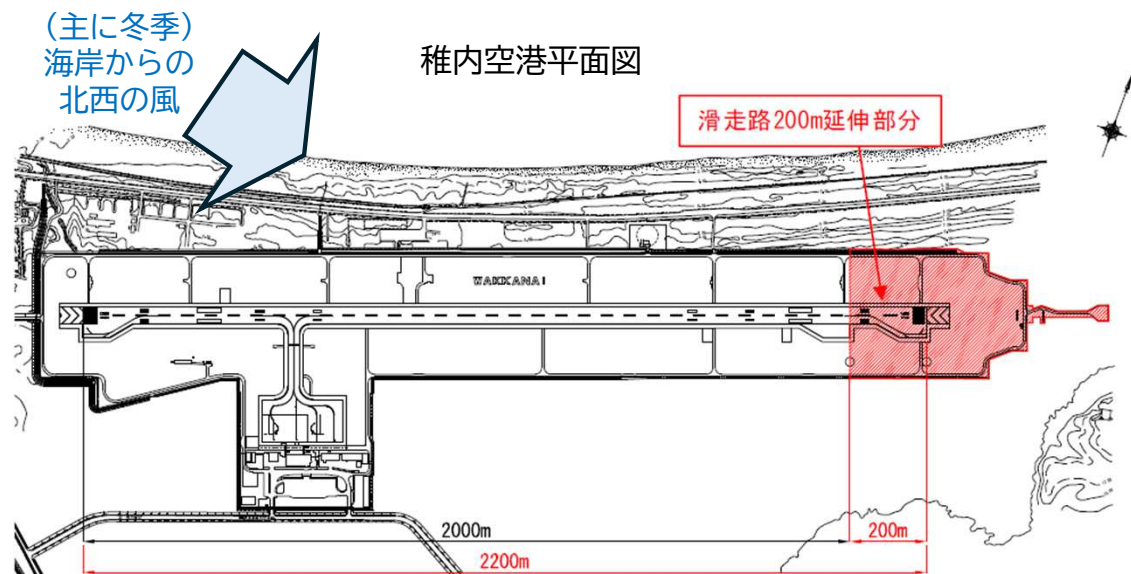 （主に冬季）
海岸からの
北西の風
稚内空港平面図
滑走路200m延伸部分
WAKKANAI
2000m
200m
2200m